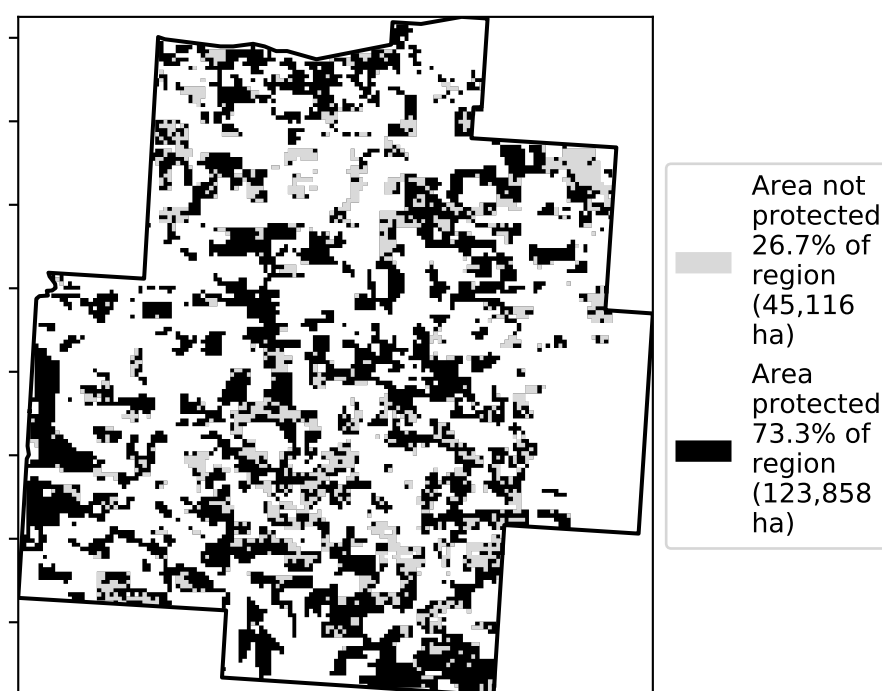 Area not
protected
26.7% of
region
(45,116
ha)
Area
protected
73.3% of
region
(123,858
ha)